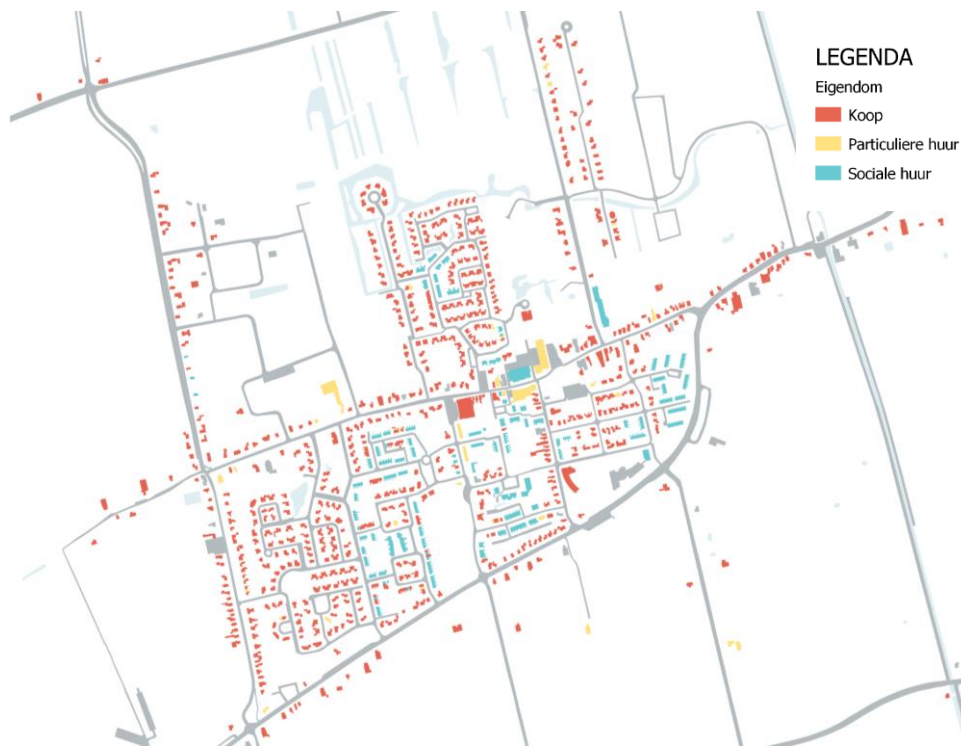 LEGENDA
Eigendom
Koop
Particuliere huur
Sociale huur